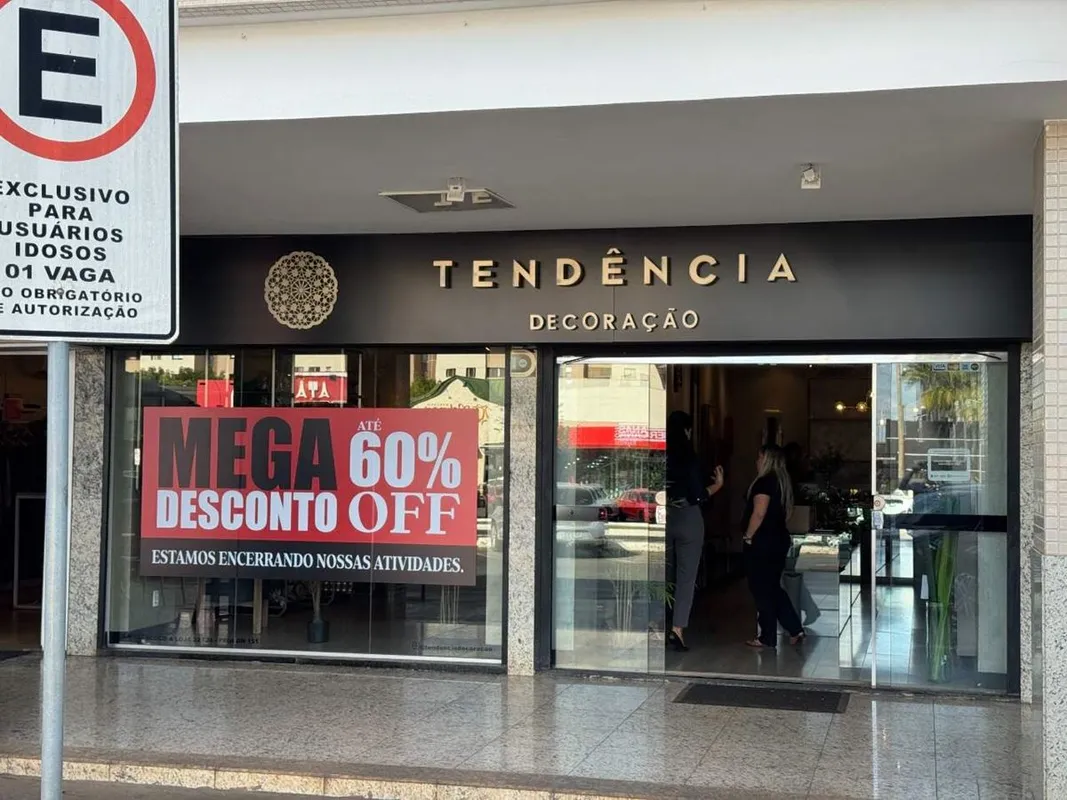 E
EXCLUSIVO
PARA
USUÁRIOS
IDOSOS
01 VAGA
OBRIGATÓRIO
AUTORIZAÇÃO
TENDÊNCIA
DECORAÇÃO
MEGA
DESCONTO
ATÉ
60%
OFF
ESTAMOS ENCERRANDO NOSSAS ATIVIDADES.